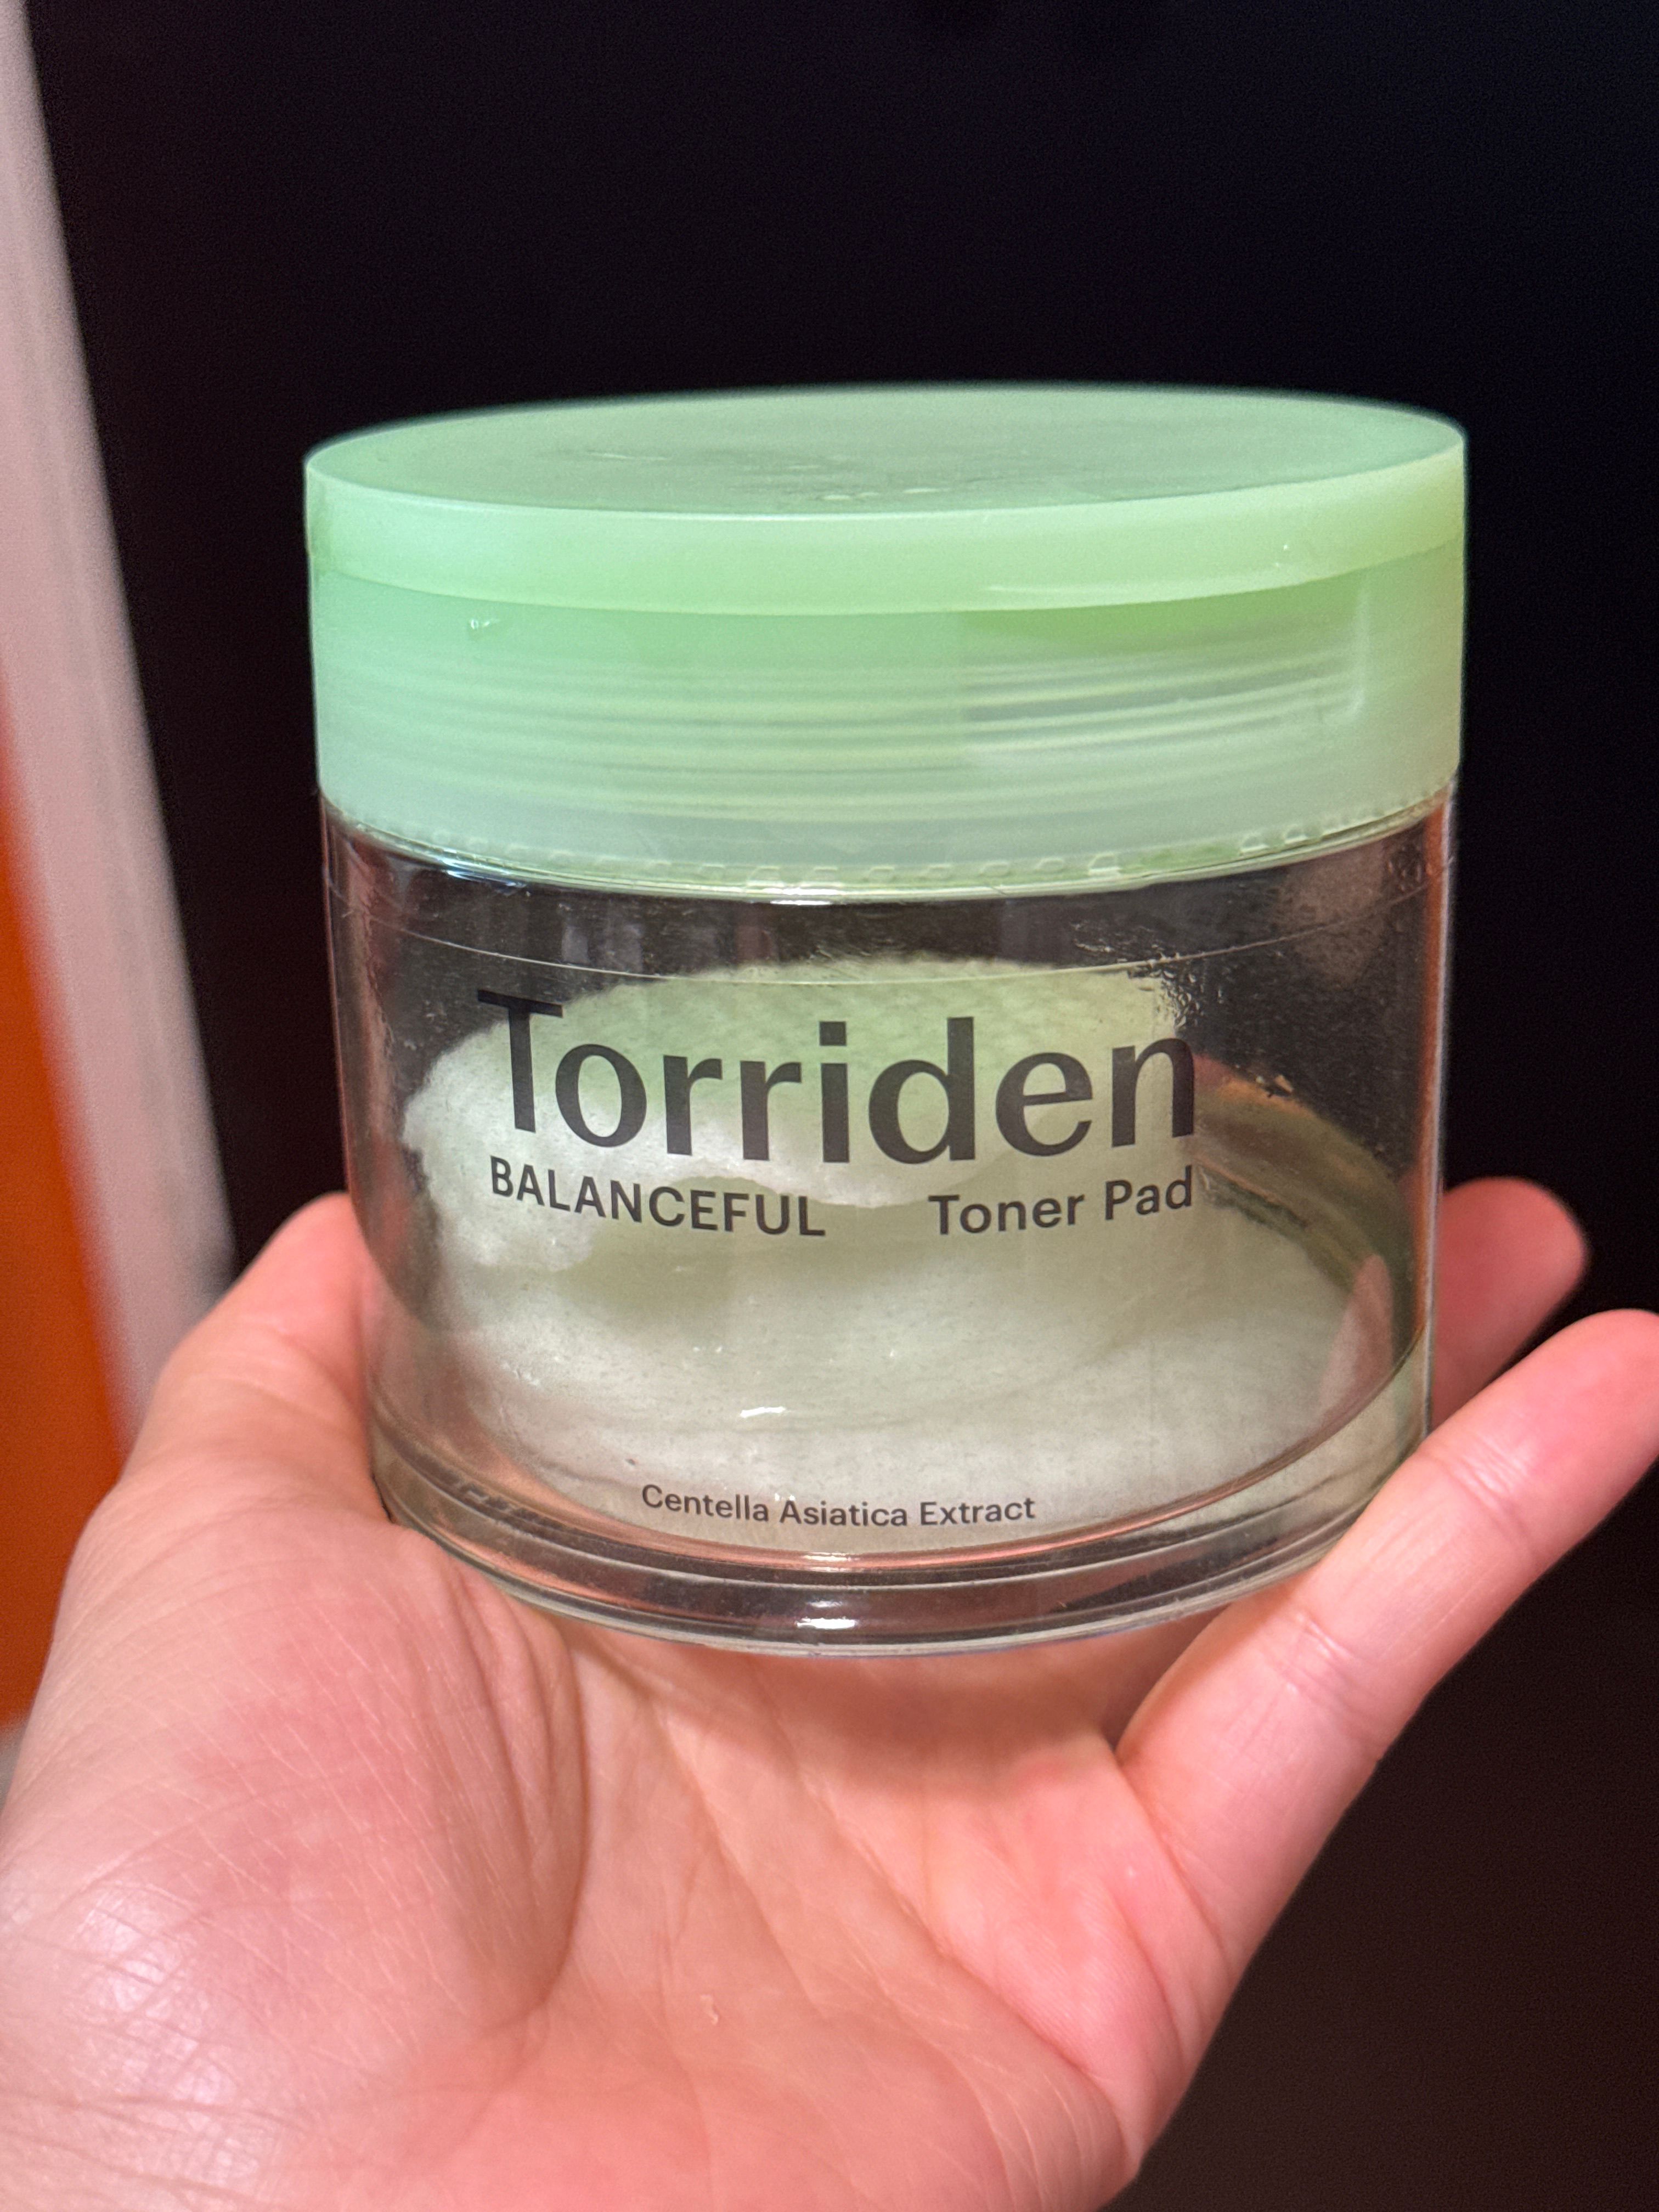 Torriden
BALANCEFUL Toner Pad
Centella Asiatica Extract